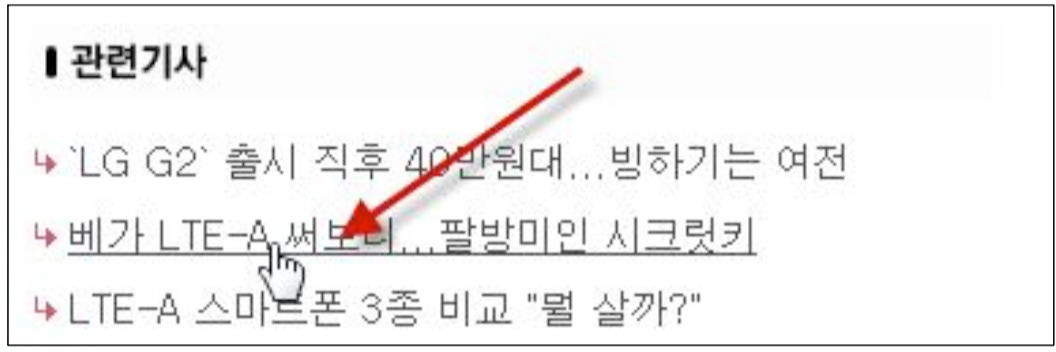 관련기사
`LG G2` 출시 직후 40만원대...빙하기는 여전
베가 LTE-A 써보니...팔방미인 시크릿키
LTE-A 스마트폰 3종 비교 "뭘 살까?"